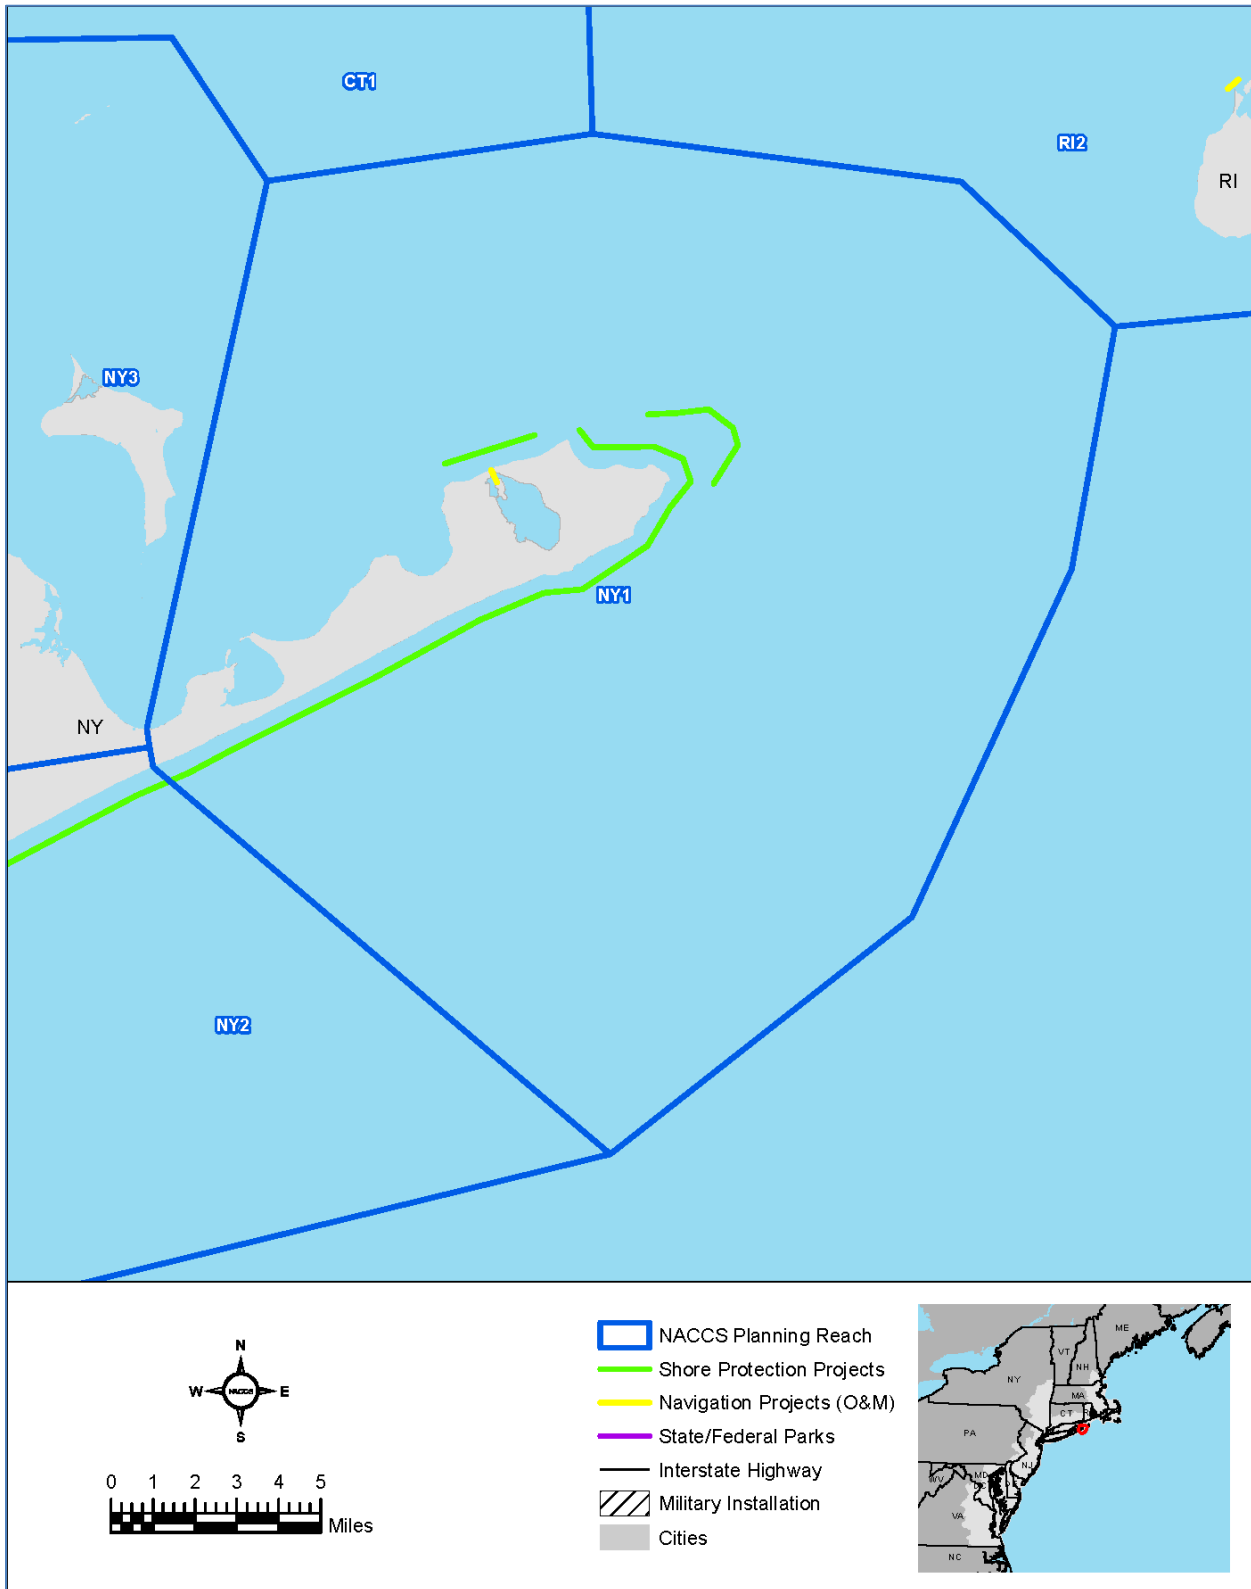 CT1
RI2
RI
NY3
NY1
NY
NY2
N
W NACCS E
S
0 1 2 3 4 5
Miles
NACCS Planning Reach
Shore Protection Projects
Navigation Projects (O&M)
State/Federal Parks
Interstate Highway
Military Installation
Cities
ME
VT
NH
NY
MA
CT
PA
NJ
MD
WV
VA
NC